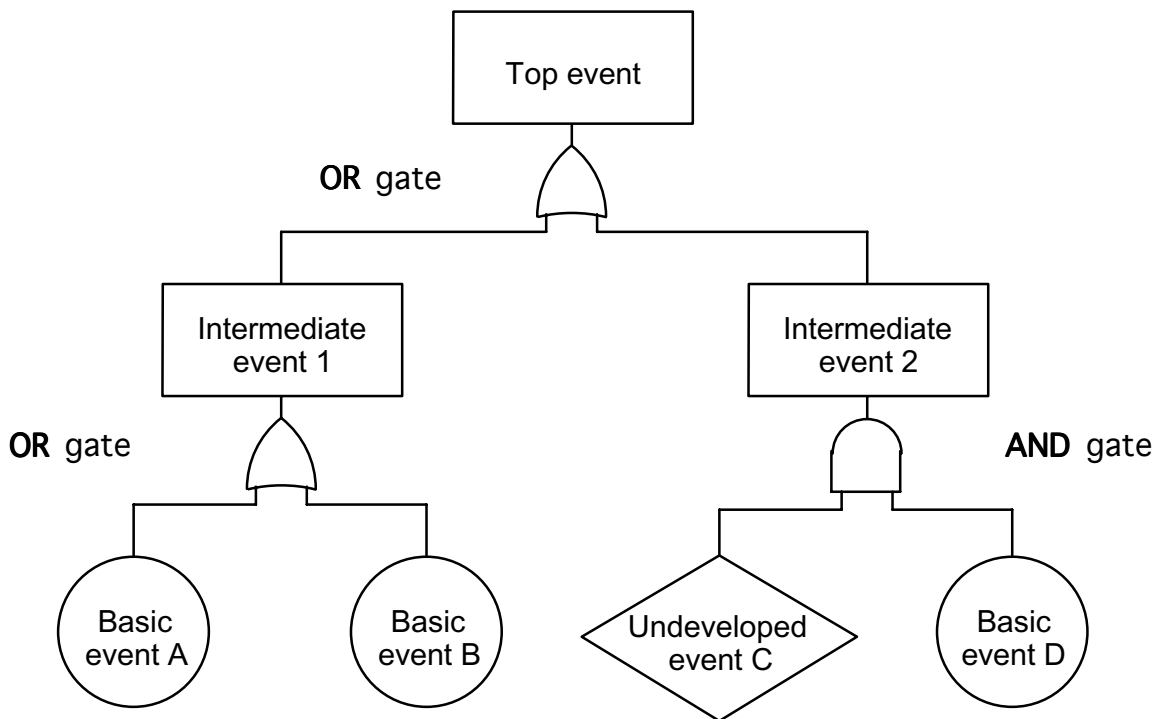 Top event
OR gate
Intermediate
event 1
Intermediate
event 2
OR gate
AND gate
Basic
event A
Basic
event B
Undeveloped
event C
Basic
event D